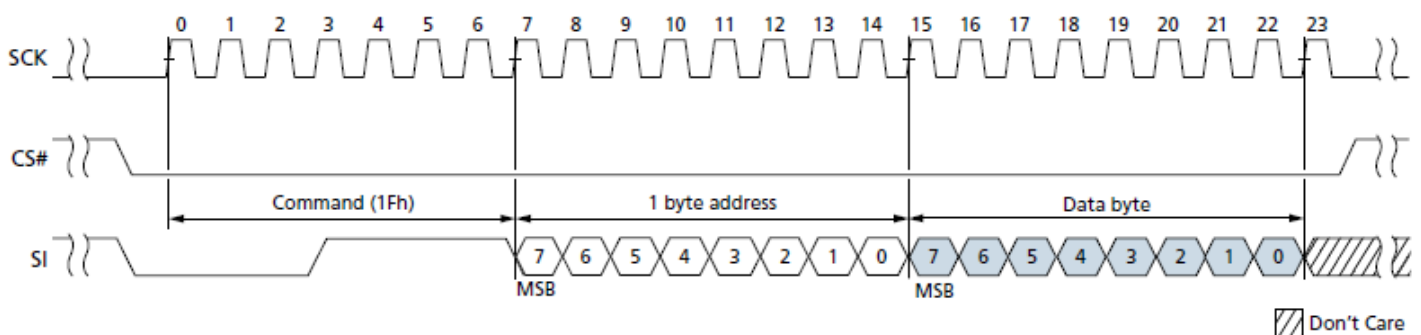 0 1 2 3 4 5 6 7 8 9 10 11 12 13 14 15 16 17 18 19 20 21 22 23
SCK
CS#
Command (1Fh) 1 byte address Data byte
SI 7 6 5 4 3 2 1 0 7 6 5 4 3 2 1 0
MSB MSB
Don't Care